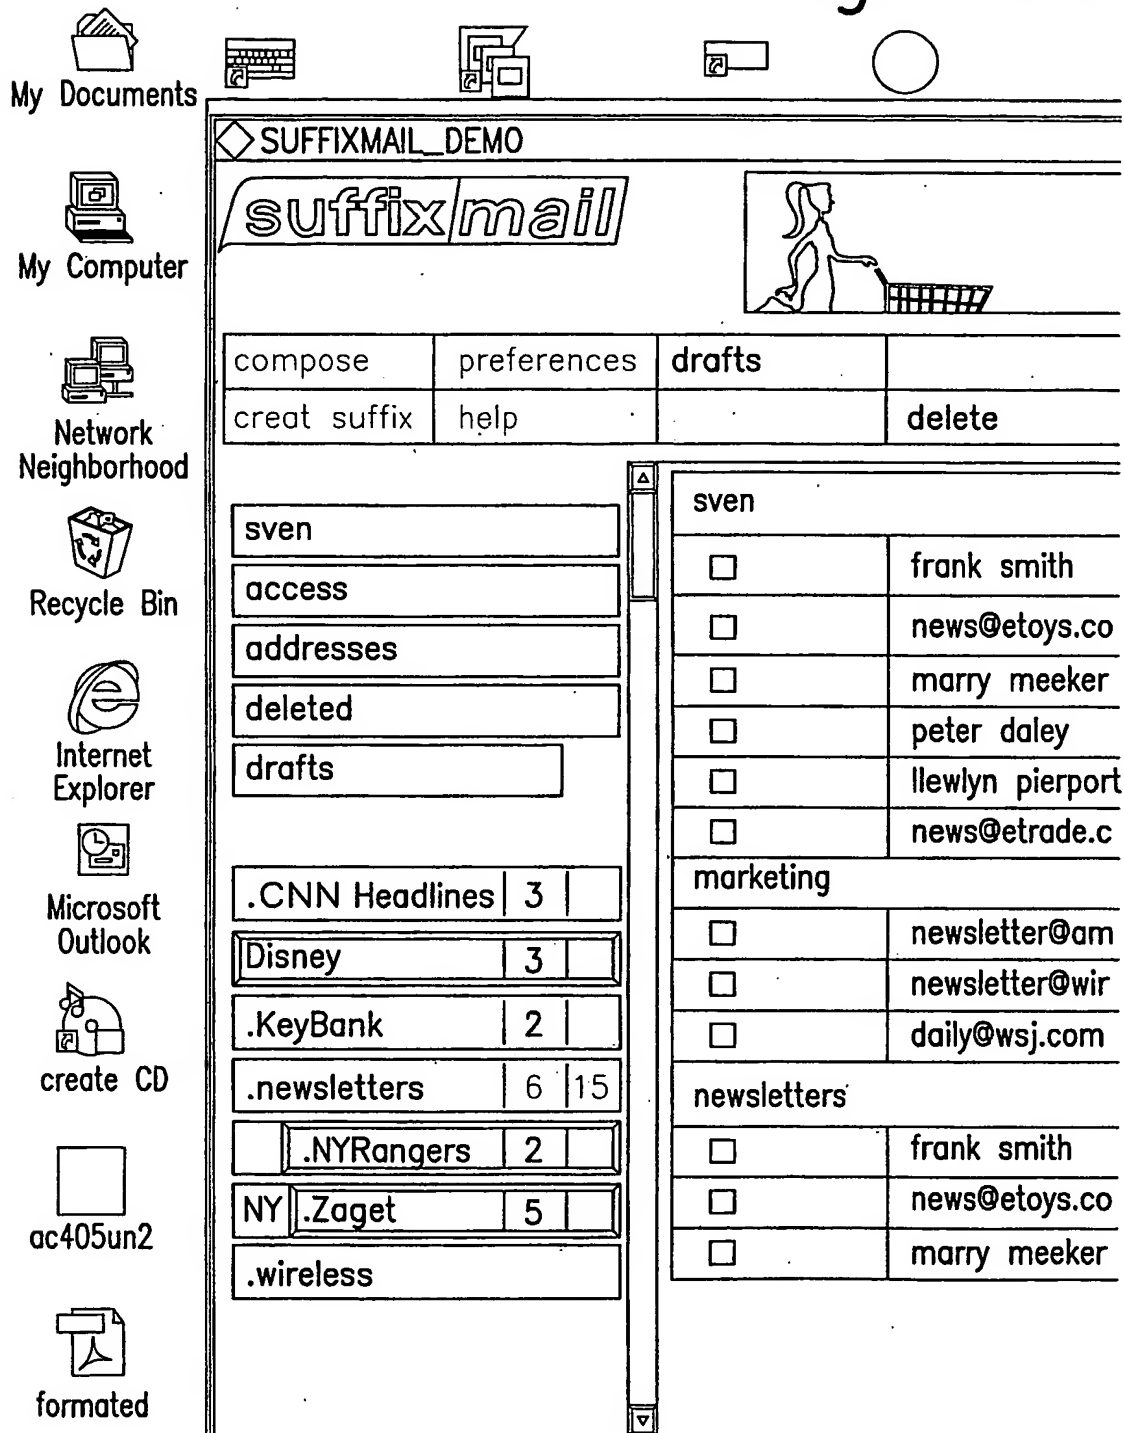 My Documents
My Computer
Network
Neighborhood
Recycle Bin
Internet
Explorer
Microsoft
Outlook
create CD
ac405un2
formated
SUFFIXMAIL_DEMO
suffixmail
compose preferences drafts
creat suffix help delete
sven
access
addresses
deleted
drafts
.CNN Headlines 3
Disney 3
.KeyBank 2
.newsletters 6 15
.NYRangers 2
NY .Zaget 5
.wireless
sven
frank smith
news@etoys.co
marry meeker
peter daley
llewlyn pierport
news@etrade.c
marketing
newsletter@am
newsletter@wir
daily@wsj.com
newsletters
frank smith
news@etoys.co
marry meeker